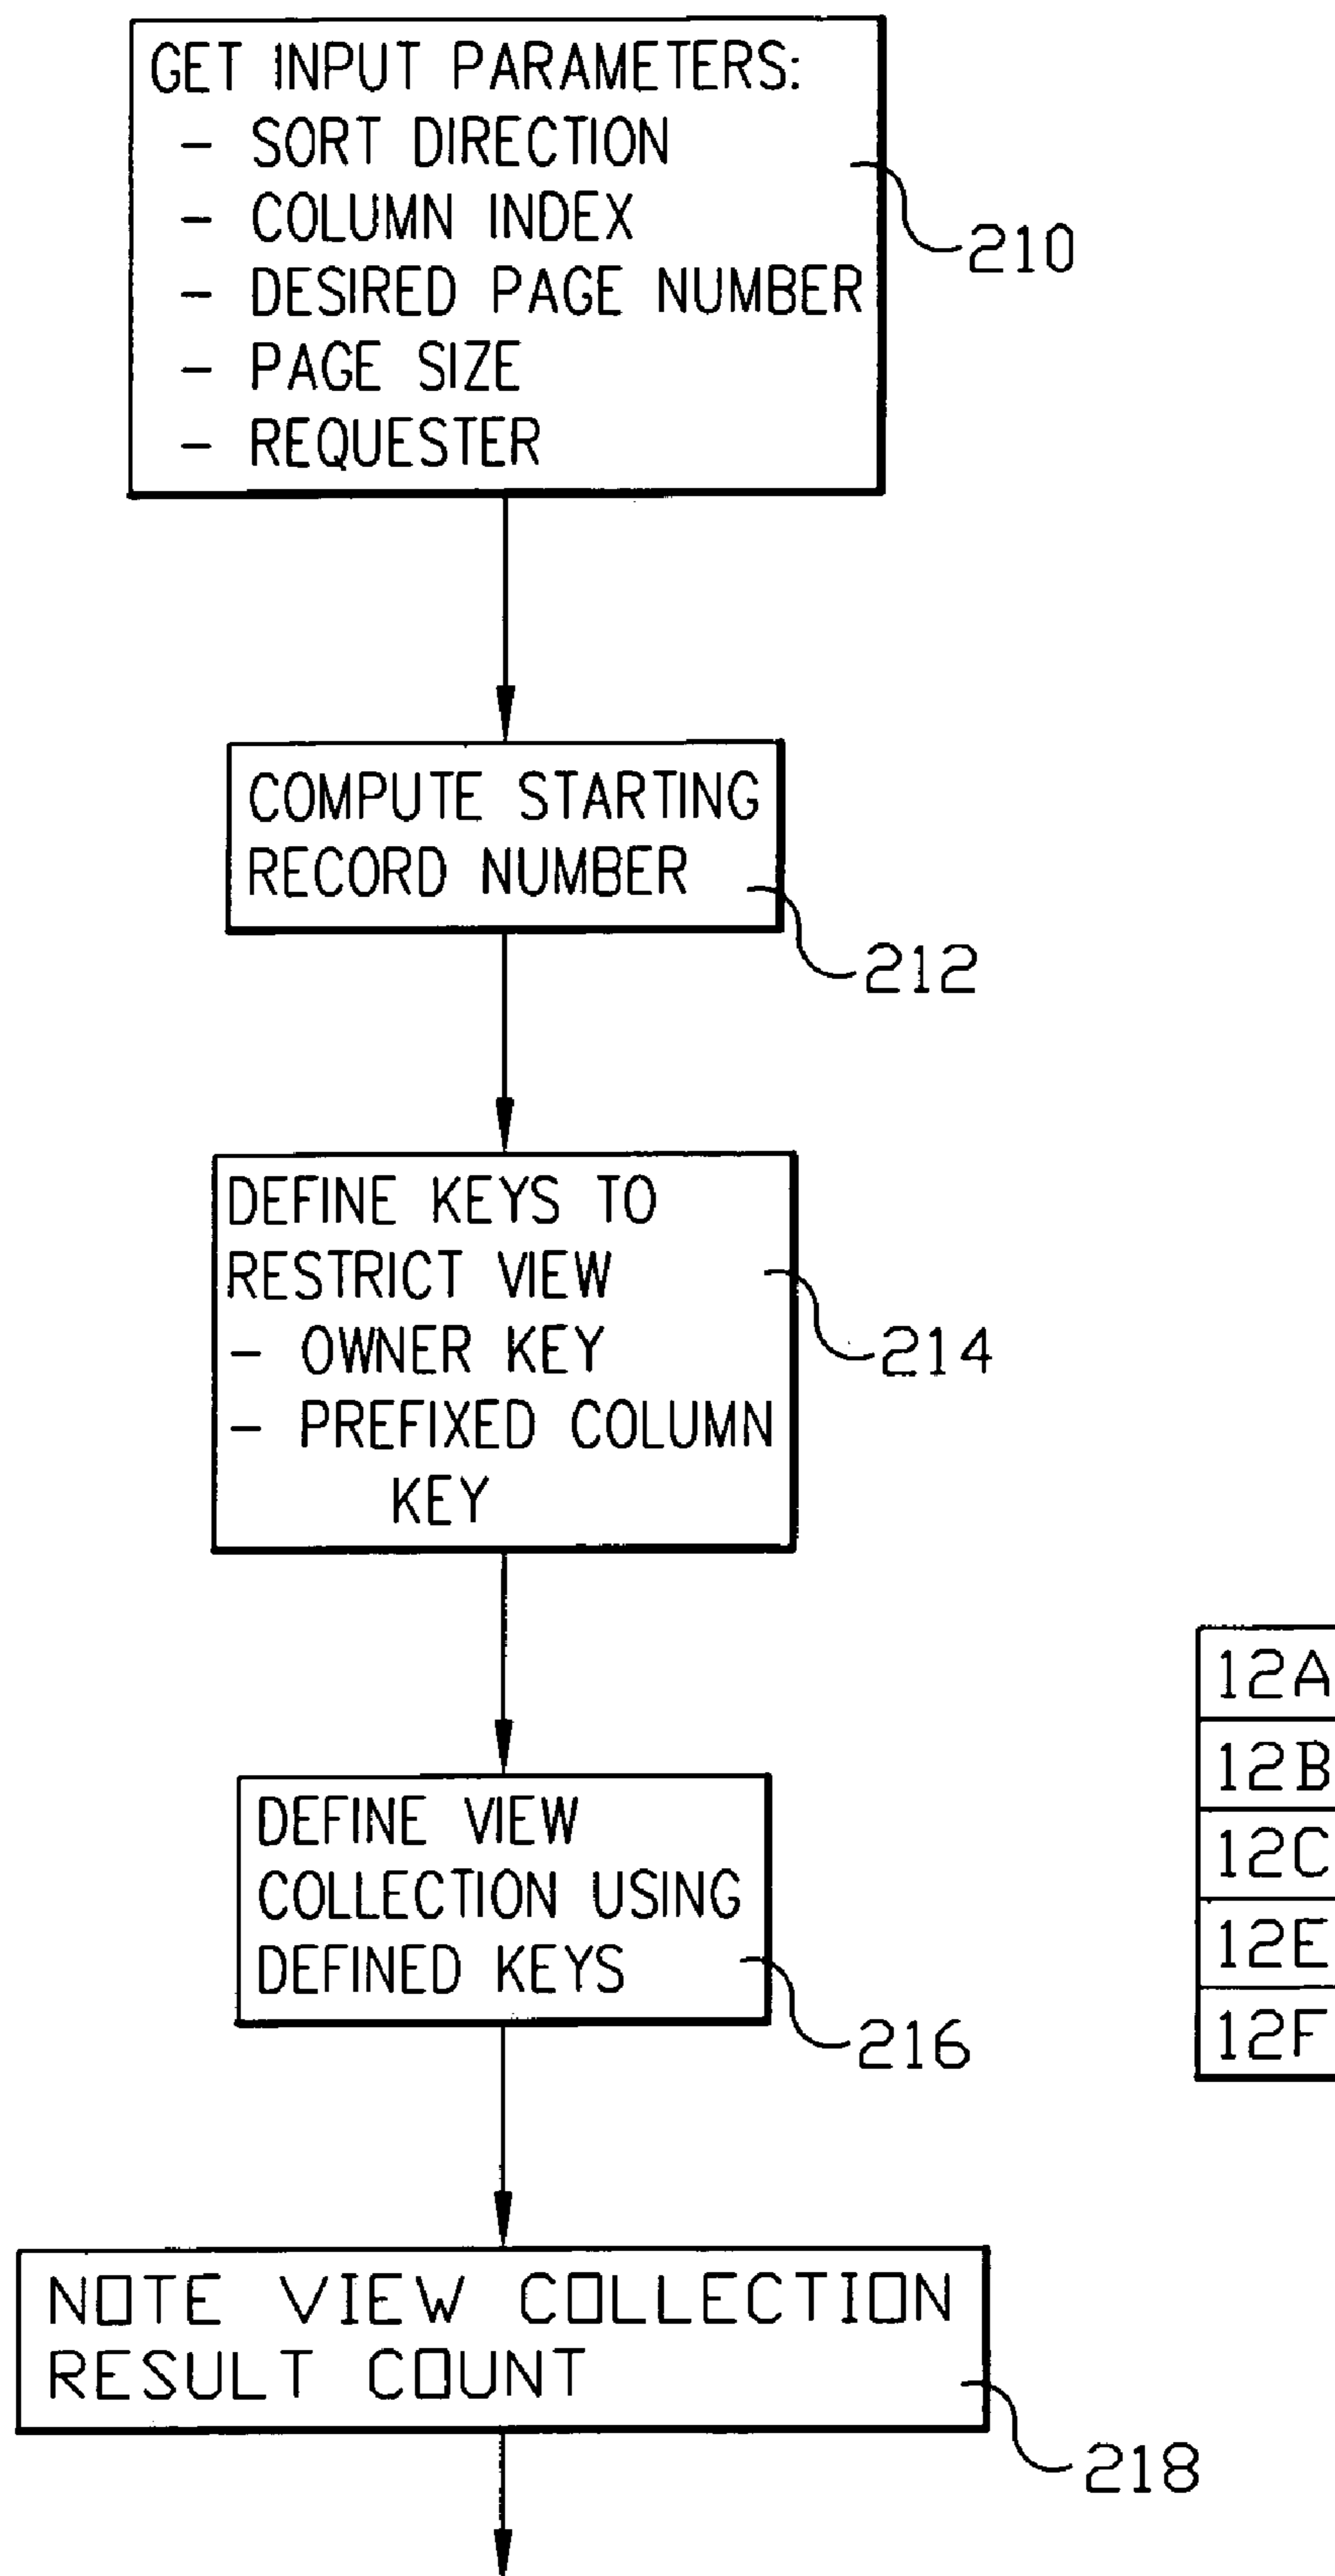 GET INPUT PARAMETERS:
- SORT DIRECTION
- COLUMN INDEX
- DESIRED PAGE NUMBER
- PAGE SIZE
- REQUESTER
210
COMPUTE STARTING
RECORD NUMBER
212
DEFINE KEYS TO
RESTRICT VIEW
- OWNER KEY
- PREFIXED COLUMN
KEY
214
DEFINE VIEW
COLLECTION USING
DEFINED KEYS
216
NOTE VIEW COLLECTION
RESULT COUNT
218
12A
12B
12C
12E
12F